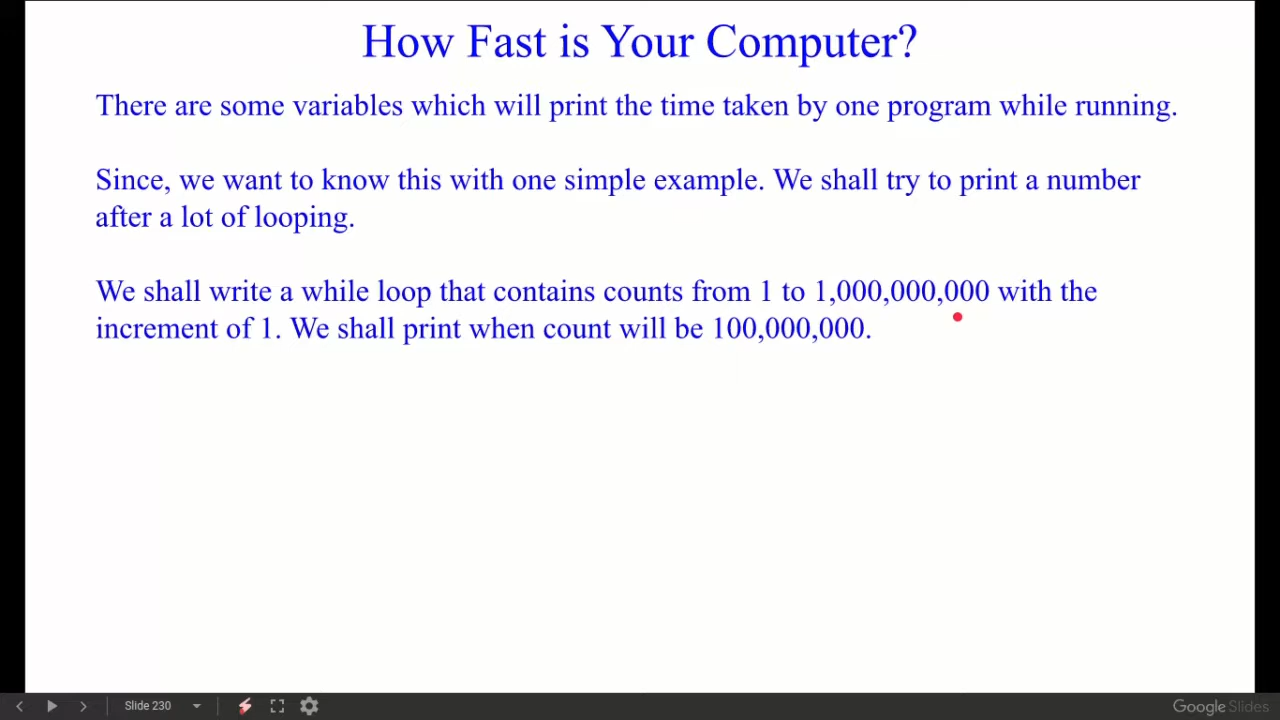 How Fast is Your Computer?
There are some variables which will print the time taken by one program while running.
Since, we want to know this with one simple example. We shall try to print a number
after a lot of looping.
We shall write a while loop that contains counts from 1 to 1,000,000,000 with the
increment of 1. We shall print when count will be 100,000,000.
Slide 230
Google Slides